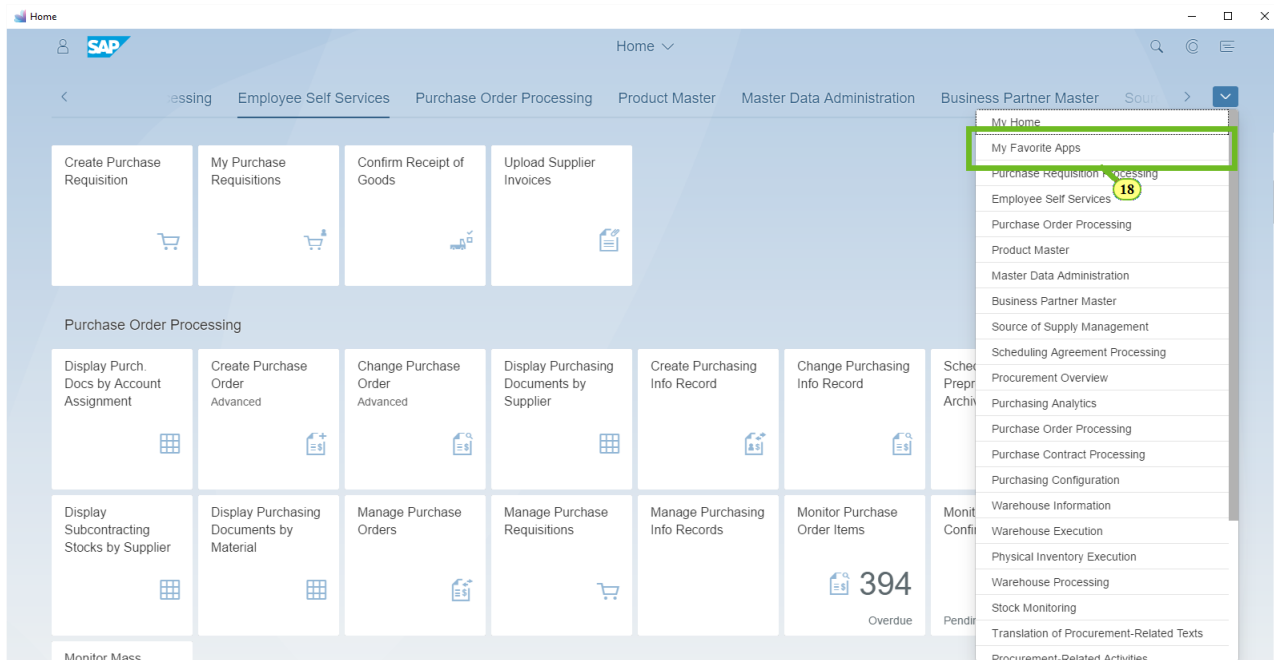 Home
SAP
Home
essing Employee Self Services Purchase Order Processing Product Master Master Data Administration Business Partner Master Sour
My Home
My Favorite Apps
Purchase Requisition Processing
18
Employee Self Services
Purchase Order Processing
Product Master
Master Data Administration
Business Partner Master
Source of Supply Management
Scheduling Agreement Processing
Procurement Overview
Purchasing Analytics
Purchase Order Processing
Purchase Contract Processing
Purchasing Configuration
Warehouse Information
Warehouse Execution
Physical Inventory Execution
Warehouse Processing
Stock Monitoring
Translation of Procurement-Related Texts
Procurement-Related Activities
Create Purchase
Requisition
My Purchase
Requisitions
Confirm Receipt of
Goods
Upload Supplier
Invoices
Purchase Order Processing
Display Purch.
Docs by Account
Assignment
Create Purchase
Order
Advanced
Change Purchase
Order
Advanced
Display Purchasing
Documents by
Supplier
Create Purchasing
Info Record
Change Purchasing
Info Record
Sched
Prepr
Archiv
Display
Subcontracting
Stocks by Supplier
Display Purchasing
Documents by
Material
Manage Purchase
Orders
Manage Purchase
Requisitions
Manage Purchasing
Info Records
Monitor Purchase
Order Items
394
Overdue
Monit
Confi
Pendin
Monitor Mass